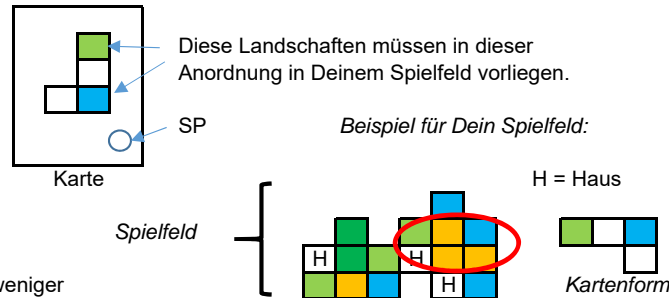 Diese Landschaften müssen in dieser
Anordnung in Deinem Spielfeld vorliegen.
SP
Beispiel für Dein Spielfeld:
Karte
H = Haus
Spielfeld
H
H
H
weniger
Kartenform